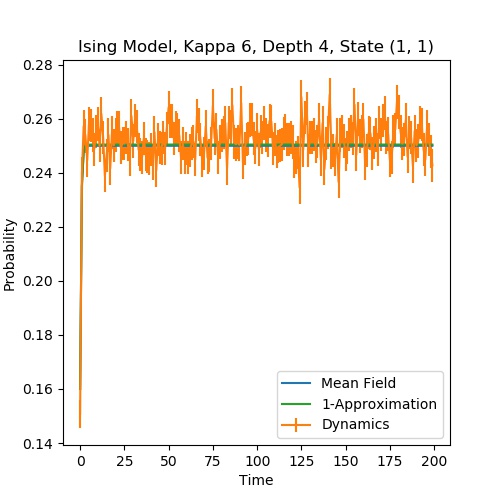 Ising Model, Kappa 6, Depth 4, State (1, 1)
0.28
0.26
0.24
0.22
0.20
0.18
0.16
0.14
Probability
Mean Field
1-Approximation
Dynamics
0 25 50 75 100 125 150 175 200
Time